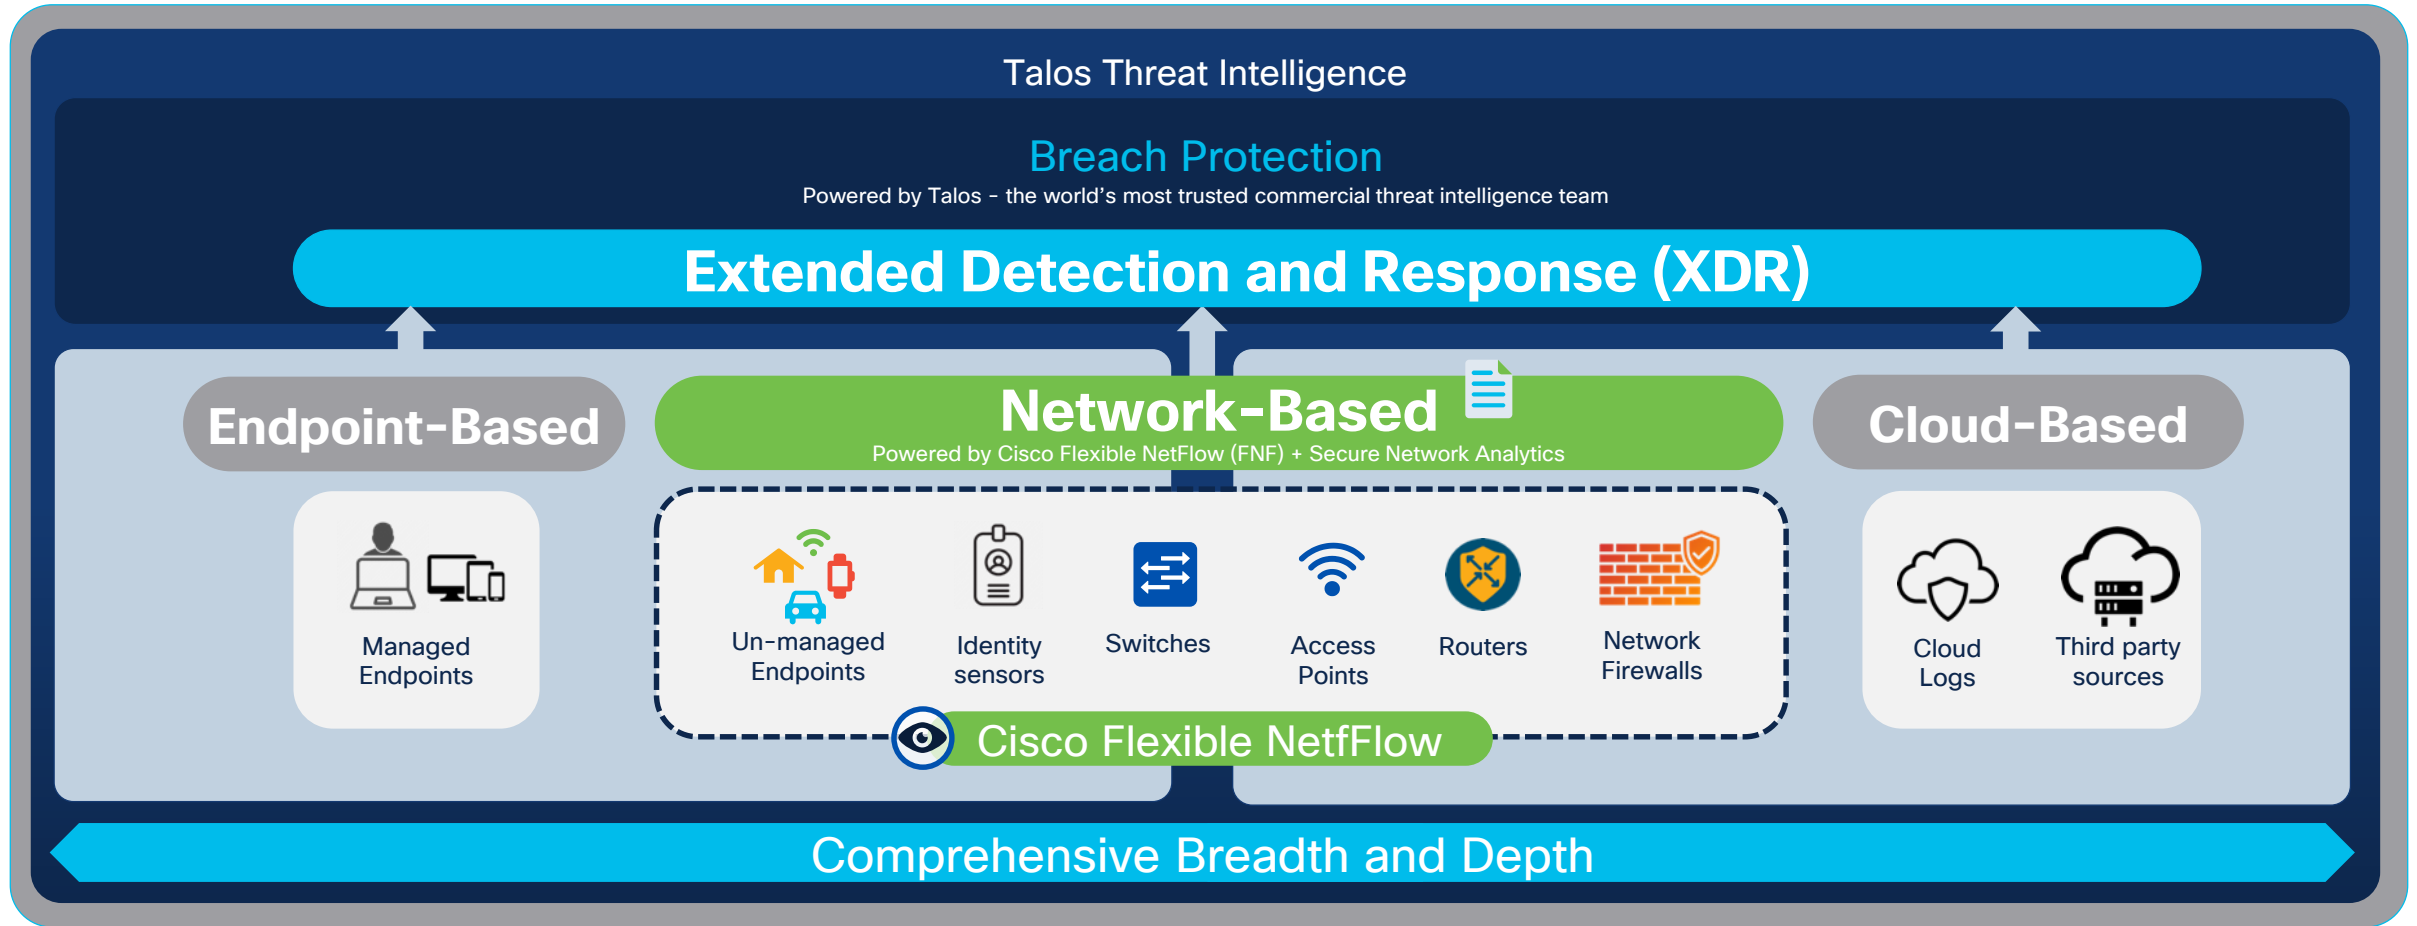 Talos Threat Intelligence
Breach Protection
Powered by Talos - the world's most trusted commercial threat intelligence team
Extended Detection and Response (XDR)
Endpoint-Based
Network-Based
Powered by Cisco Flexible NetFlow (FNF) + Secure Network Analytics
Cloud-Based
Managed
Endpoints
Un-managed
Endpoints
Identity
sensors
Switches
Access
Points
Routers
Network
Firewalls
Cloud
Logs
Third party
sources
Cisco Flexible NetfFlow
Comprehensive Breadth and Depth